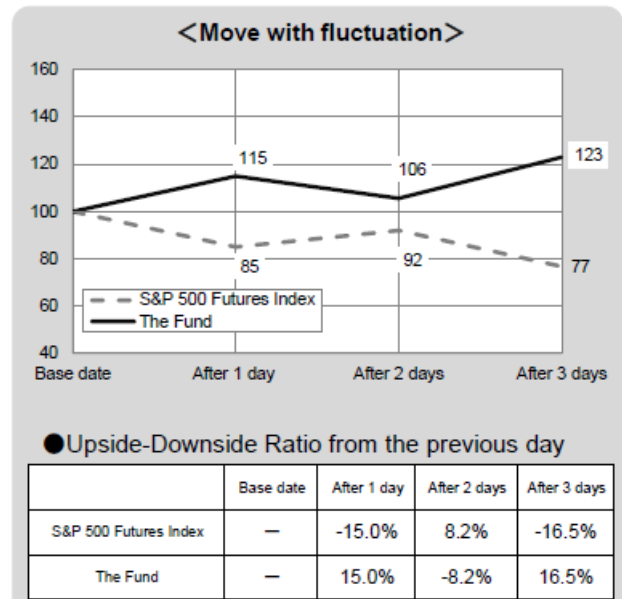 ＜Move with fluctuation＞
160
140
120
100
80
60
40
115
106
123
85
92
77
S&P 500 Futures Index
The Fund
Base date After 1 day After 2 days After 3 days
●Upside-Downside Ratio from the previous day
Base date After 1 day After 2 days After 3 days
S&P 500 Futures Index － -15.0% 8.2% -16.5%
The Fund － 15.0% -8.2% 16.5%